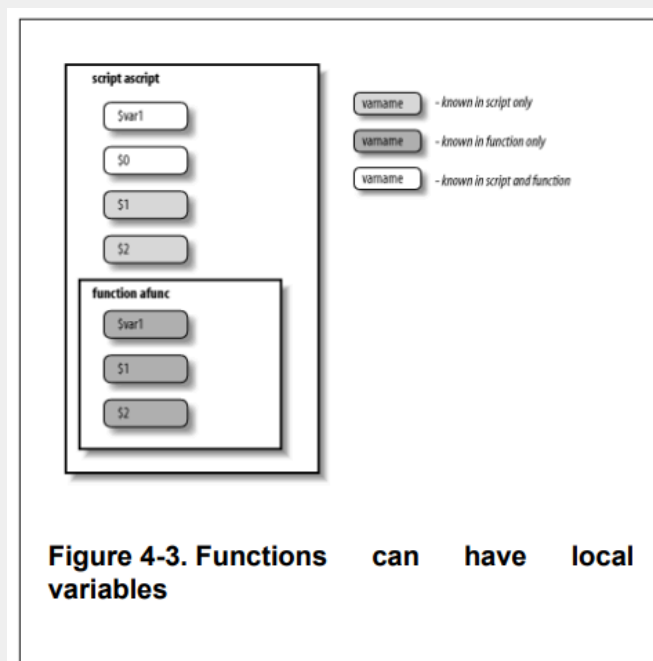 script ascript
$var1
$0
$1
$2
function afunc
$var1
$1
$2
varname - known in script only
varname - known in function only
varname - known in script and function
Figure 4-3. Functions can have local
variables